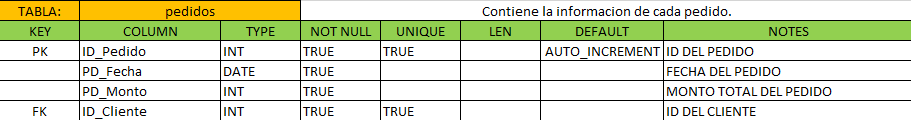 TABLA: pedidos Contiene la informacion de cada pedido.
KEY COLUMN TYPE NOT NULL UNIQUE LEN DEFAULT NOTES
PK ID_Pedido INT TRUE TRUE AUTO_INCREMENT ID DEL PEDIDO
PD_Fecha DATE TRUE FECHA DEL PEDIDO
PD_Monto INT TRUE MONTO TOTAL DEL PEDIDO
FK ID_Cliente INT TRUE TRUE ID DEL CLIENTE